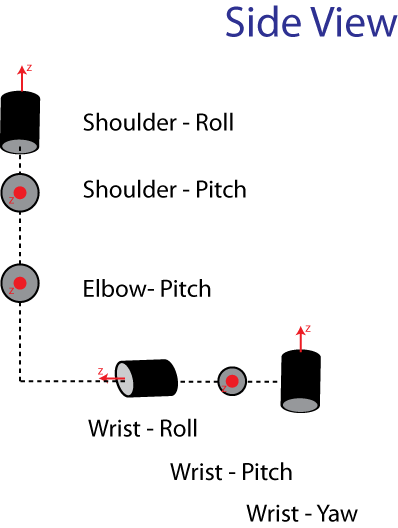 Side View
z
Shoulder - Roll
Shoulder - Pitch
z
Elbow- Pitch
z
z
z
z
Wrist - Roll
Wrist - Pitch
Wrist - Yaw